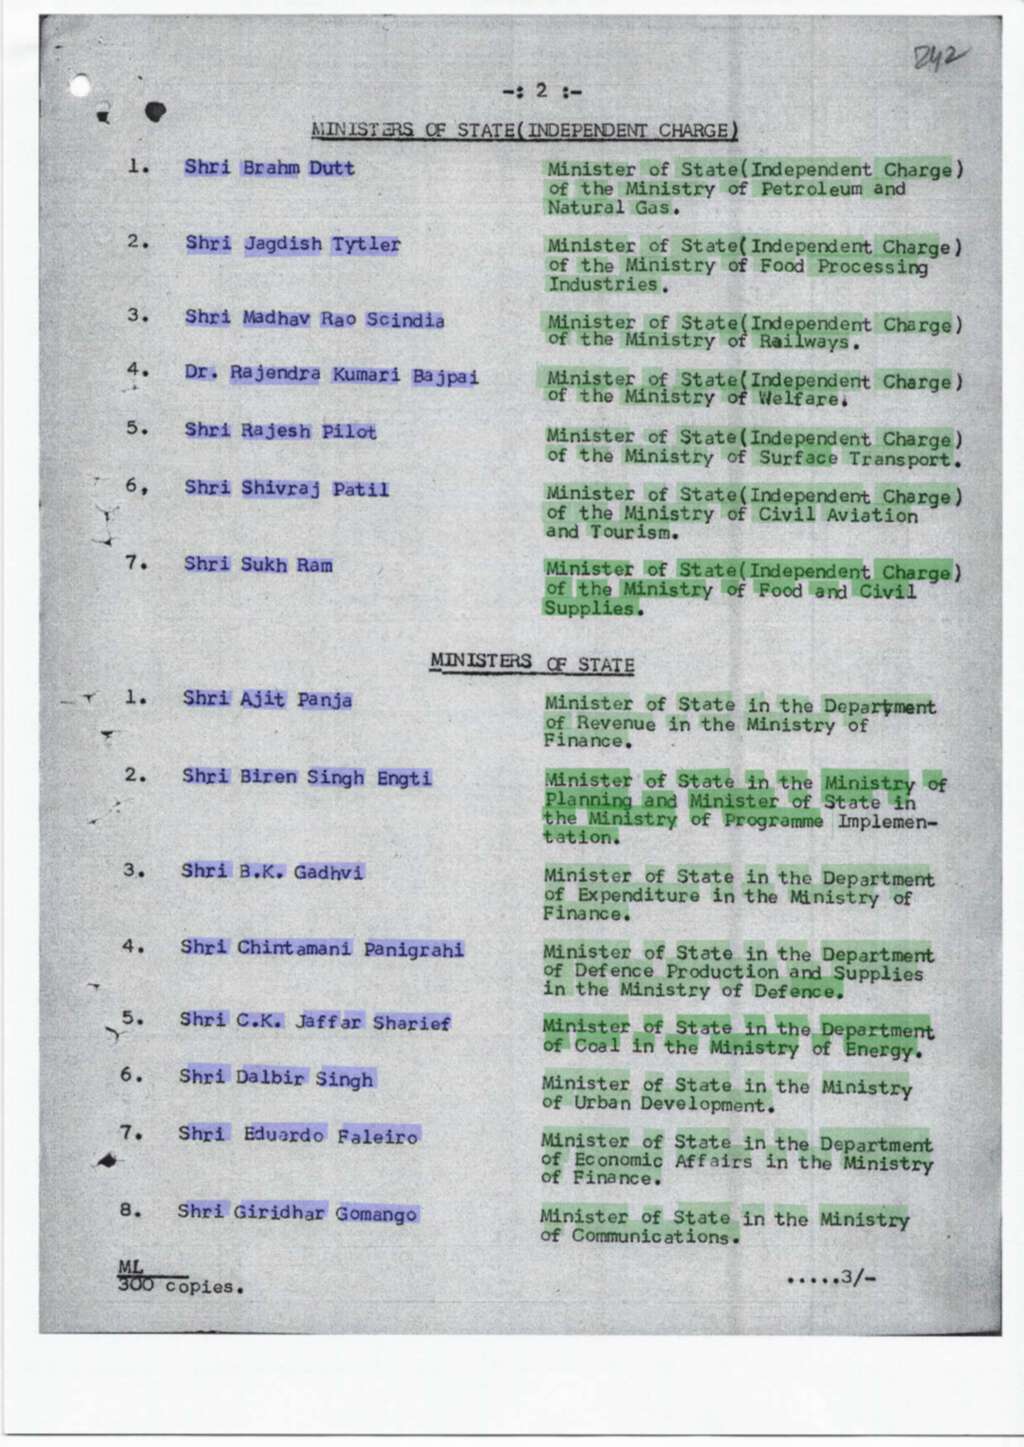 242
-: 2 :-
MINISTERS OF STATE(INDEPENDENT CHARGE)
1. Shri Brahm Dutt Minister of State(Independent Charge)
of the Ministry of Petroleum and
Natural Gas.
2. Shri Jagdish Tytler Minister of State(Independent Charge)
of the Ministry of Food Processing
Industries.
3. Shri Madhav Rao Scindia Minister of State(Independent Charge)
of the Ministry of Railways.
4. Dr. Rajendra Kumari Bajpai Minister of State(Independent Charge)
of the Ministry of Welfare.
5. Shri Rajesh Pilot Minister of State(Independent Charge)
of the Ministry of Surface Transport.
6, Shri Shivraj Patil Minister of State(Independent Charge)
of the Ministry of Civil Aviation
and Tourism.
7. Shri Sukh Ram Minister of State(Independent Charge)
of the Ministry of Food and Civil
Supplies.
MINISTERS OF STATE
1. Shri Ajit Panja Minister of State in the Department
of Revenue in the Ministry of
Finance.
2. Shri Biren Singh Engti Minister of State in the Ministry of
Planning and Minister of State in
the Ministry of Programme Implemen-
tation.
3. Shri B.K. Gadhvi Minister of State in the Department
of Expenditure in the Ministry of
Finance.
4. Shri Chintamani Panigrahi Minister of State in the Department
of Defence Production and Supplies
in the Ministry of Defence.
5. Shri C.K. Jaffar Sharief Minister of State in the Department
of Coal in the Ministry of Energy.
6. Shri Dalbir Singh Minister of State in the Ministry
of Urban Development.
7. Shri Eduardo Faleiro Minister of State in the Department
of Economic Affairs in the Ministry
of Finance.
8. Shri Giridhar Gomango Minister of State in the Ministry
of Communications.
ML
300 copies.
.....3/-